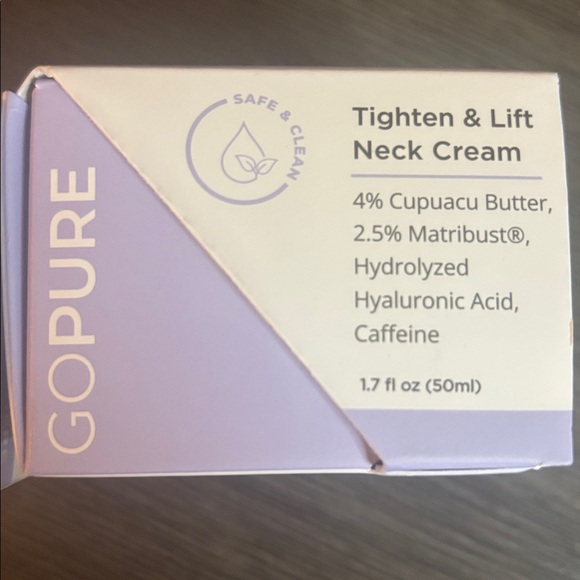 GOPURE
SAFE & CLEAN
Tighten & Lift
Neck Cream
4% Cupuacu Butter,
2.5% Matribust®,
Hydrolyzed
Hyaluronic Acid,
Caffeine
1.7 fl oz (50ml)